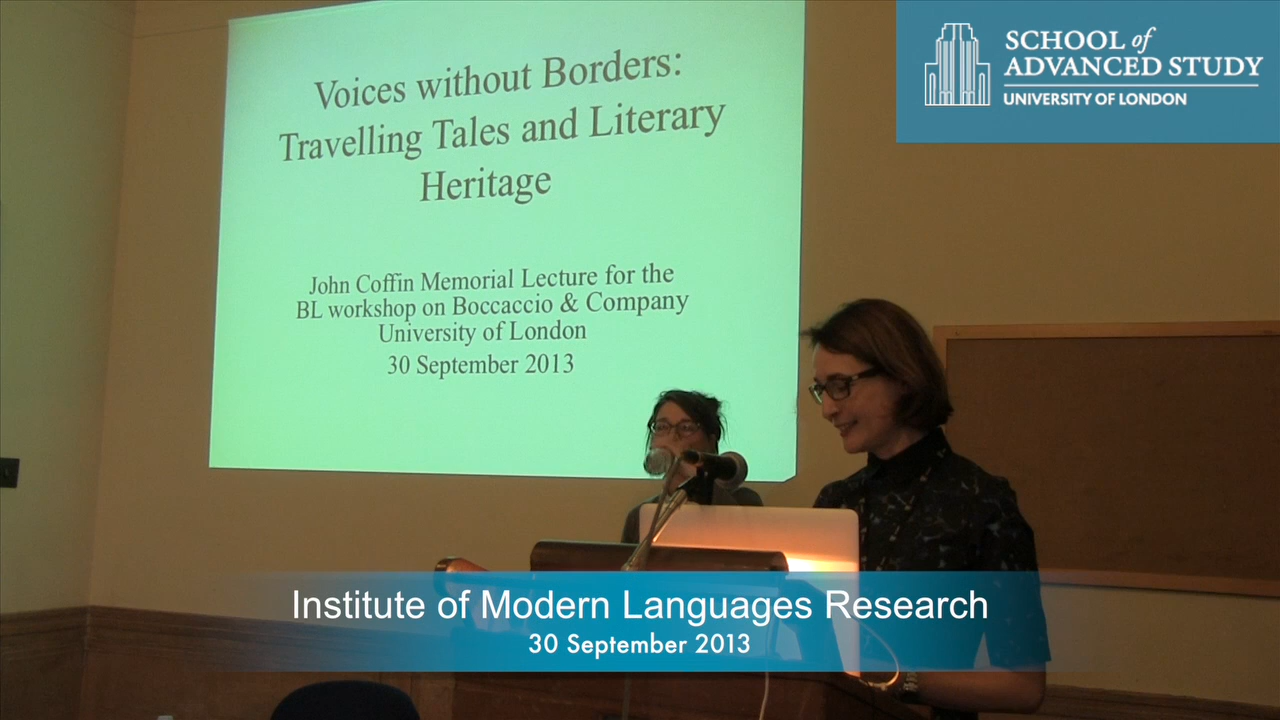 Voices without Borders:
Travelling Tales and Literary
Heritage
John Coffin Memorial Lecture for the
BL workshop on Boccaccio & Company
University of London
30 September 2013
SCHOOL of
ADVANCED STUDY
UNIVERSITY OF LONDON
Institute of Modern Languages Research
30 September 2013